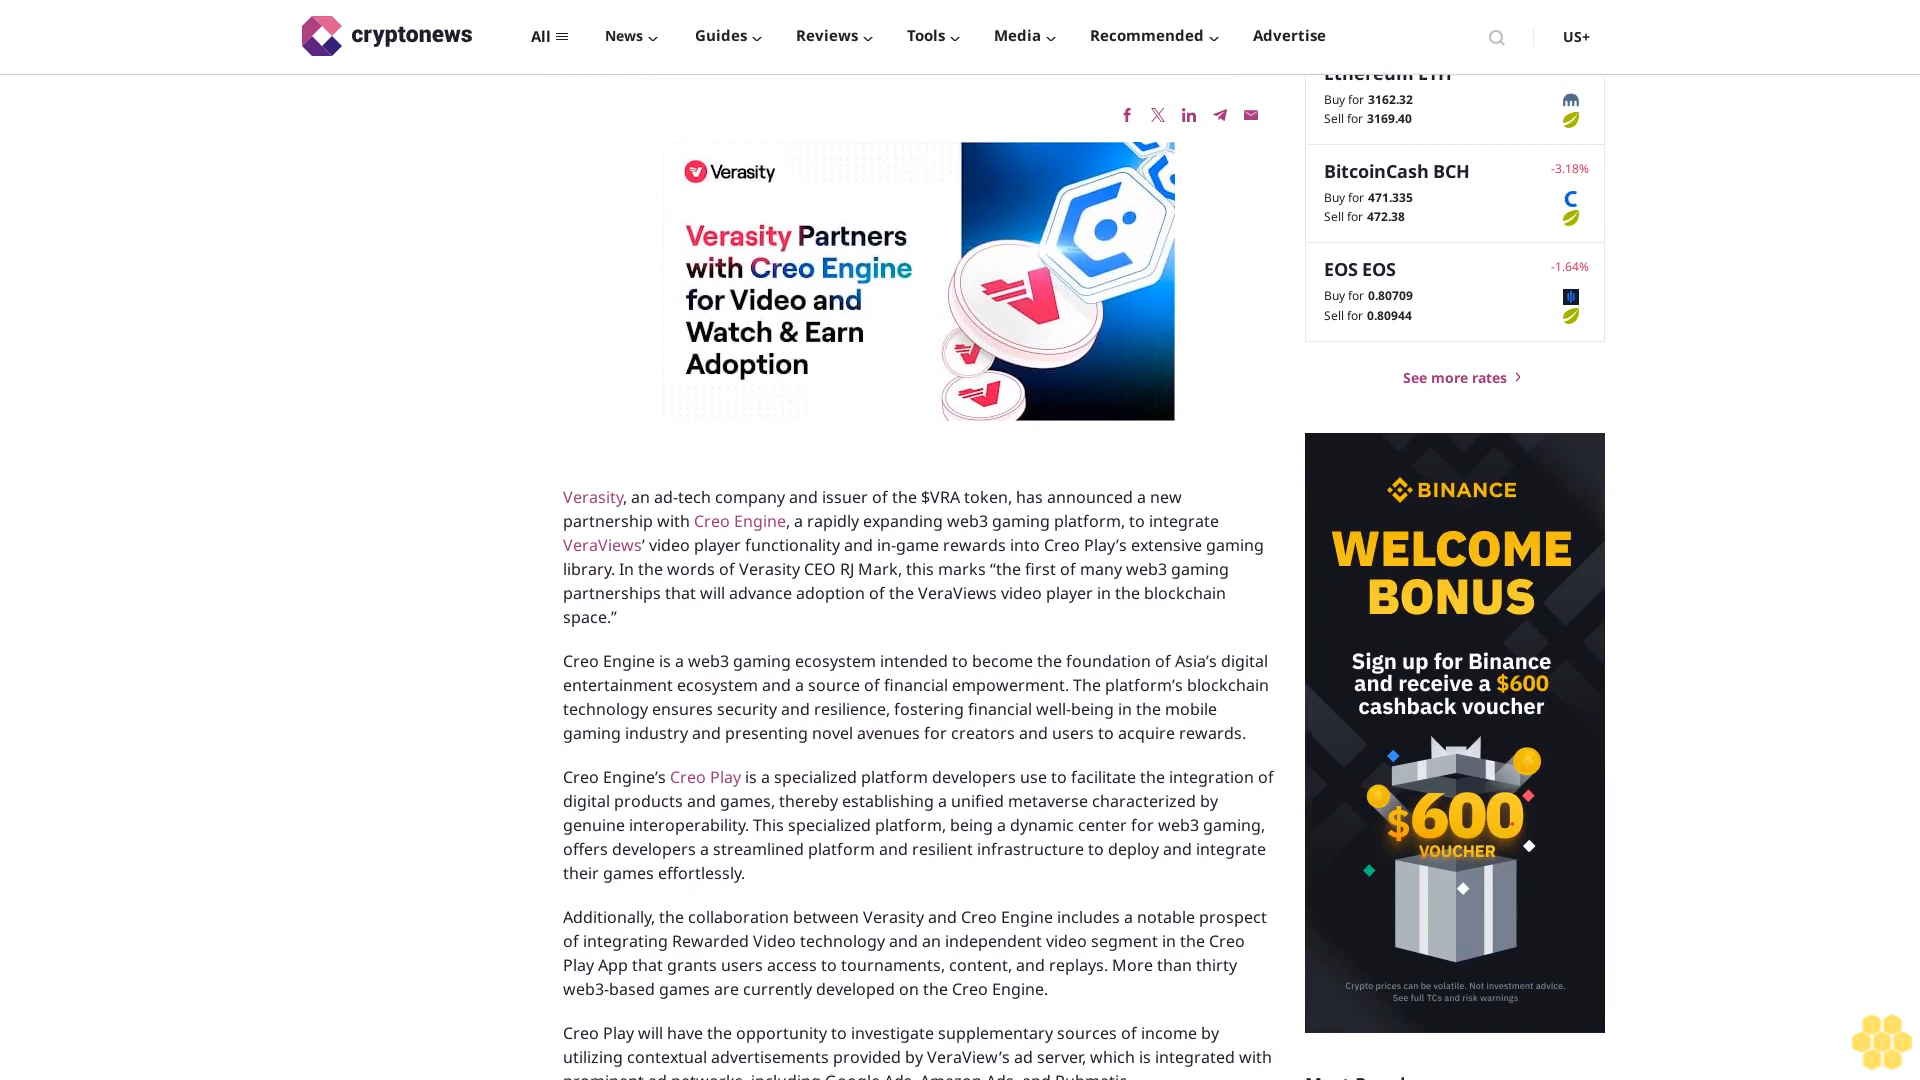 cryptonews
All
News
Guides
Reviews
Tools
Media
Recommended
Advertise
US+
Verasity
Verasity Partners
with Creo Engine
for Video and
Watch & Earn
Adoption
Verasity, an ad-tech company and issuer of the $VRA token, has announced a new
partnership with Creo Engine, a rapidly expanding web3 gaming platform, to integrate
VeraViews’ video player functionality and in-game rewards into Creo Play’s extensive gaming
library. In the words of Verasity CEO RJ Mark, this marks “the first of many web3 gaming
partnerships that will advance adoption of the VeraViews video player in the blockchain
space.”
Creo Engine is a web3 gaming ecosystem intended to become the foundation of Asia’s digital
entertainment ecosystem and a source of financial empowerment. The platform’s blockchain
technology ensures security and resilience, fostering financial well-being in the mobile
gaming industry and presenting novel avenues for creators and users to acquire rewards.
Creo Engine’s Creo Play is a specialized platform developers use to facilitate the integration of
digital products and games, thereby establishing a unified metaverse characterized by
genuine interoperability. This specialized platform, being a dynamic center for web3 gaming,
offers developers a streamlined platform and resilient infrastructure to deploy and integrate
their games effortlessly.
Additionally, the collaboration between Verasity and Creo Engine includes a notable prospect
of integrating Rewarded Video technology and an independent video segment in the Creo
Play App that grants users access to tournaments, content, and replays. More than thirty
web3-based games are currently developed on the Creo Engine.
Creo Play will have the opportunity to investigate supplementary sources of income by
utilizing contextual advertisements provided by VeraView’s ad server, which is integrated with
prominent ad networks, including Google Ads, Amazon Ads, and Pubmatic.
Ethereum ETH
Buy for 3162.32
Sell for 3169.40
BitcoinCash BCH
-3.18%
Buy for 471.335
Sell for 472.38
EOS EOS
-1.64%
Buy for 0.80709
Sell for 0.80944
See more rates
BINANCE
WELCOME
BONUS
Sign up for Binance
and receive a $600
cashback voucher
$600
VOUCHER
Crypto prices can be volatile. Not investment advice.
See full TCs and risk warnings